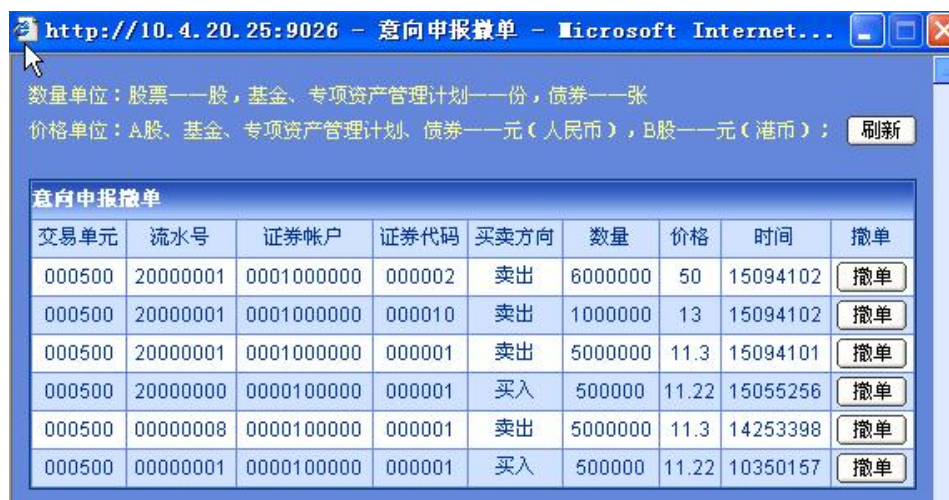 http://10.4.20.25:9026 - 意向申报撤单 - Microsoft Internet...
数量单位：股票——股，基金、专项资产管理计划——份，债券——张
价格单位：A股、基金、专项资产管理计划、债券——元（人民币），B股——元（港币）； 刷新
意向申报撤单
交易单元 流水号 证券帐户 证券代码 买卖方向 数量 价格 时间 撤单
000500 20000001 0001000000 000002 卖出 6000000 50 15094102 撤单
000500 20000001 0001000000 000010 卖出 1000000 13 15094102 撤单
000500 20000001 0001000000 000001 卖出 5000000 11.3 15094101 撤单
000500 20000000 0000100000 000001 买入 500000 11.22 15055256 撤单
000500 00000008 0000100000 000001 卖出 5000000 11.3 14253398 撤单
000500 00000001 0000100000 000001 买入 500000 11.22 10350157 撤单